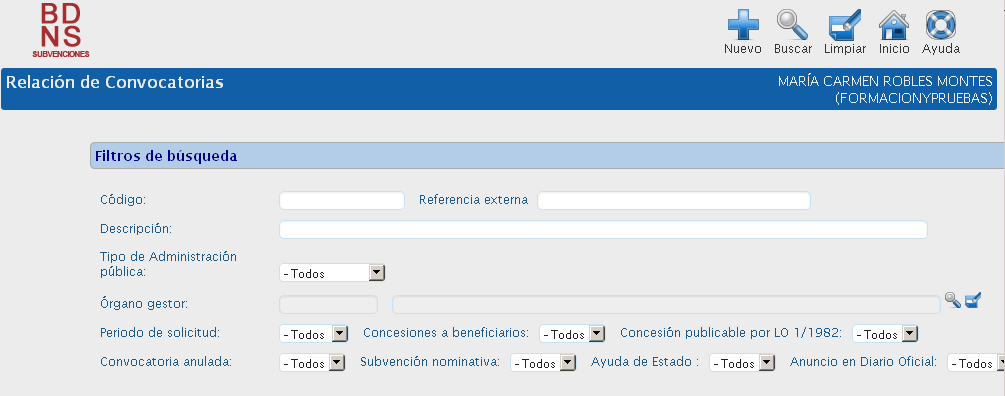 BD
NS
SUBVENCIONES
Nuevo Buscar Limpiar Inicio Ayuda
Relación de Convocatorias
MARÍA CARMEN ROBLES MONTES
(FORMACIONYPRUEBAS)
Filtros de búsqueda
Código: Referencia externa
Descripción:
Tipo de Administración
pública: - Todos
Órgano gestor:
Periodo de solicitud: - Todos Concesiones a beneficiarios: - Todos Concesión publicable por LO 1/1982: - Todos
Convocatoria anulada: - Todos Subvención nominativa: - Todos Ayuda de Estado : - Todos Anuncio en Diario Oficial: - Todos